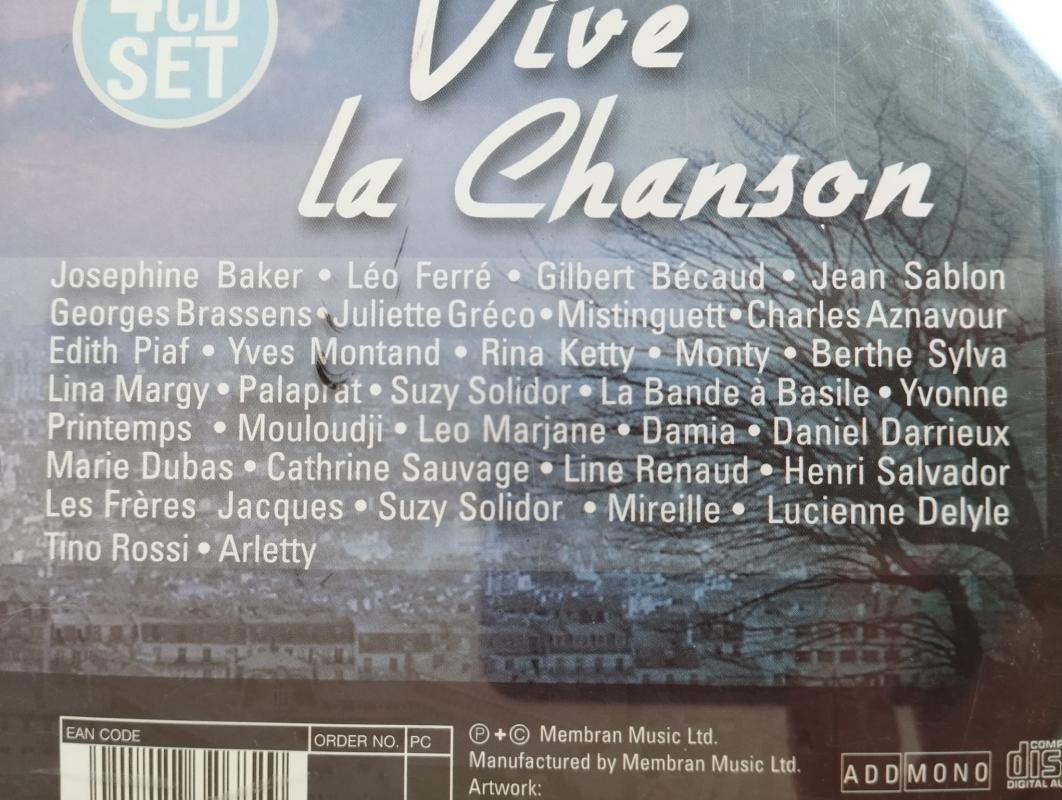 4CD
SET
Vive
la Chanson
Josephine Baker • Léo Ferré • Gilbert Bécaud • Jean Sablon
Georges Brassens • Juliette Gréco • Mistinguett • Charles Aznavour
Edith Piaf • Yves Montand • Rina Ketty • Monty • Berthe Sylva
Lina Margy • Palaprat • Suzy Solidor • La Bande à Basile • Yvonne
Printemps • Mouloudji • Leo Marjane • Damia • Daniel Darrieux
Marie Dubas • Cathrine Sauvage • Line Renaud • Henri Salvador
Les Frères Jacques • Suzy Solidor • Mireille • Lucienne Delyle
Tino Rossi • Arletty
EAN CODE
ORDER NO.
PC
℗+© Membran Music Ltd.
Manufactured by Membran Music Ltd.
Artwork:
ADD MONO